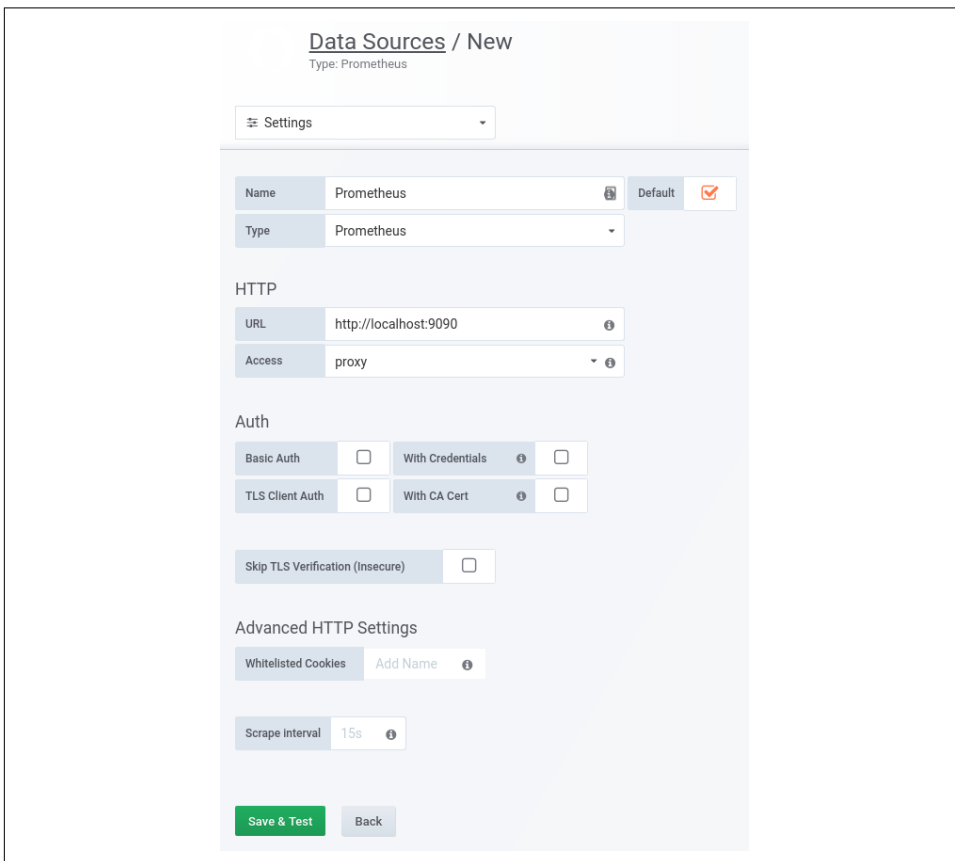 Data Sources / New
Type: Prometheus
Settings
Name Prometheus Default
Type Prometheus
HTTP
URL http://localhost:9090
Access proxy
Auth
Basic Auth With Credentials
TLS Client Auth With CA Cert
Skip TLS Verification (Insecure)
Advanced HTTP Settings
Whitelisted Cookies Add Name
Scrape interval 15s
Save & Test Back